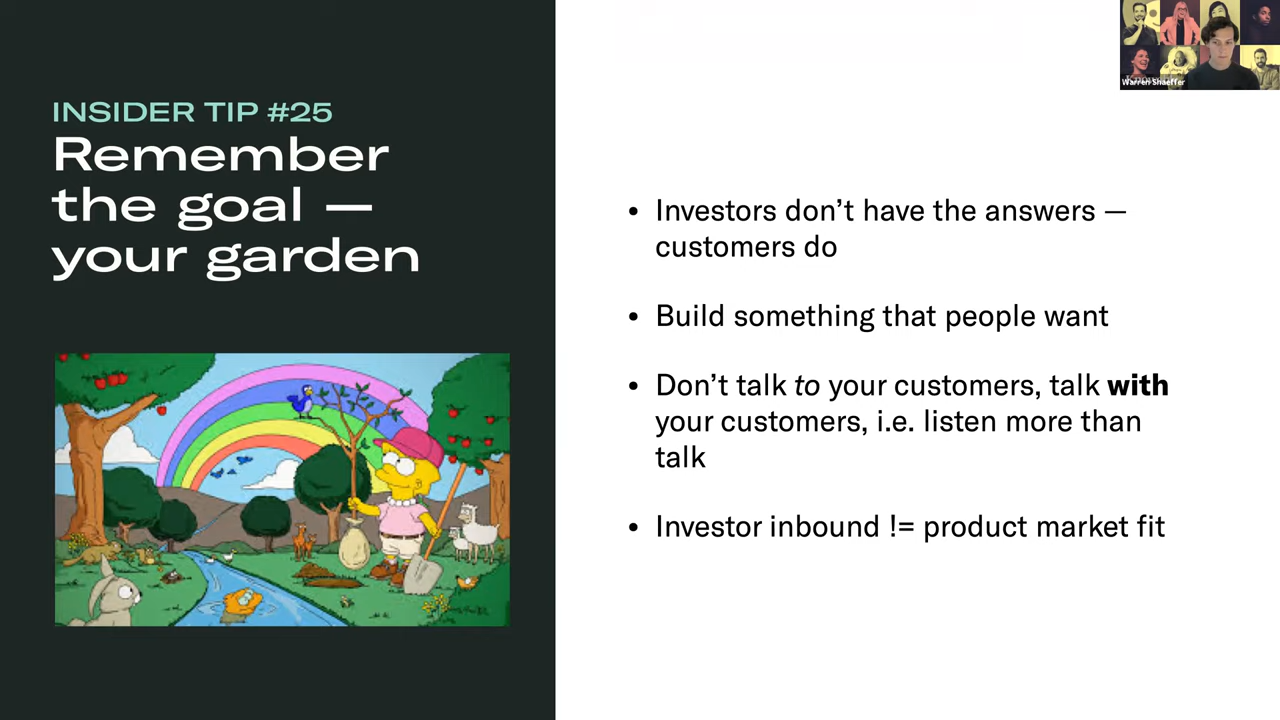 INSIDER TIP #25
Remember
the goal —
your garden
• Investors don’t have the answers —
customers do
• Build something that people want
• Don’t talk to your customers, talk with
your customers, i.e. listen more than
talk
• Investor inbound != product market fit
Warren Shaeffer